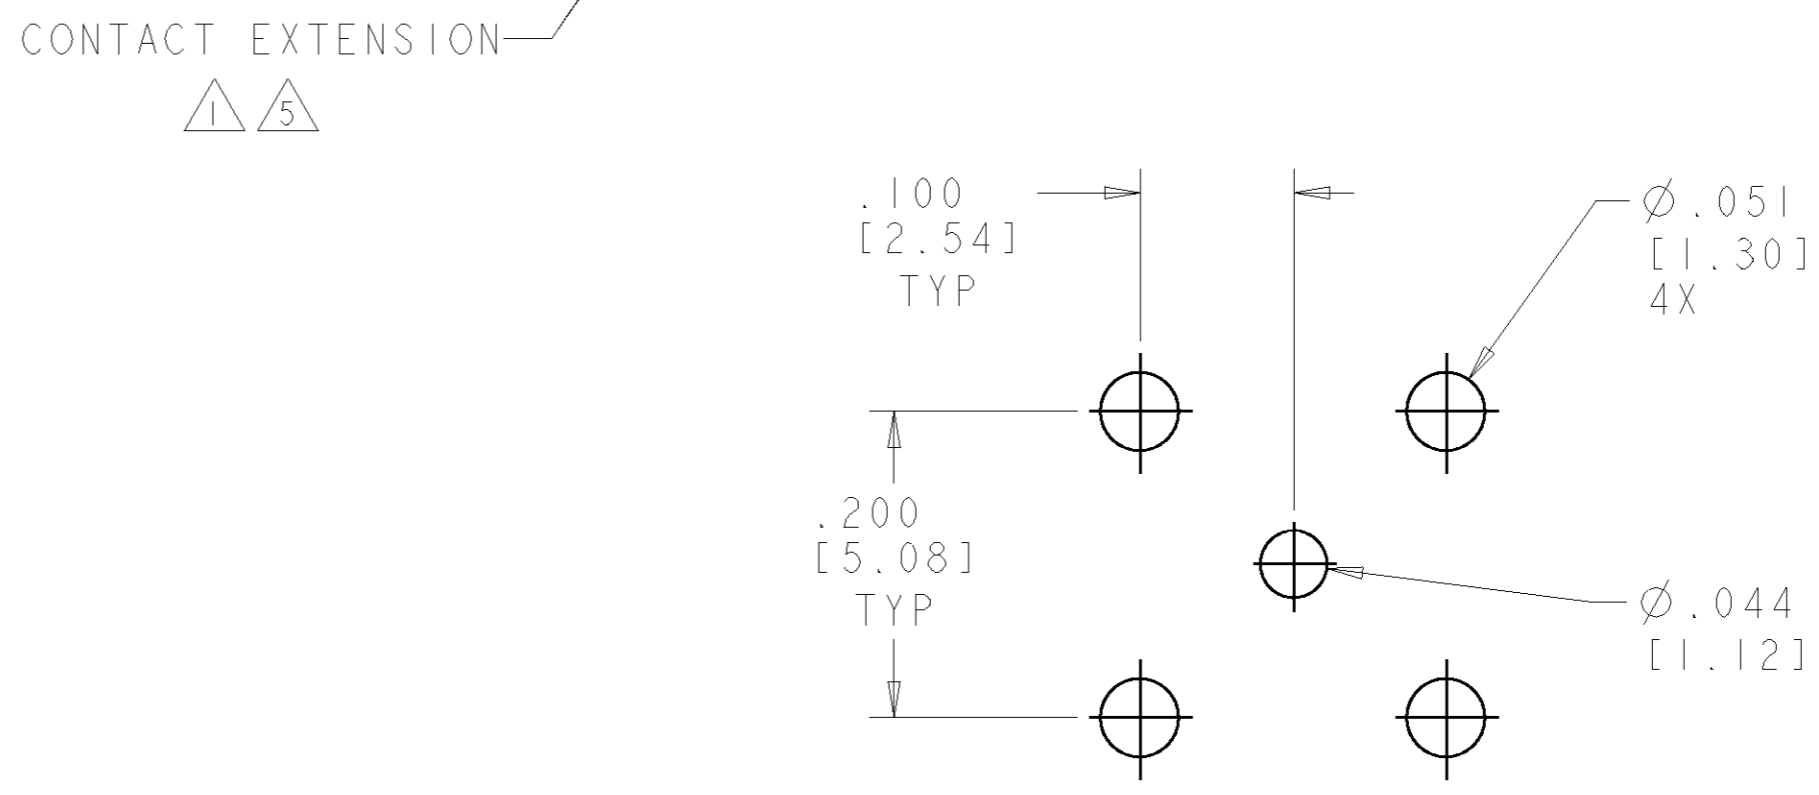 CONTACT EXTENSION
1 5
.100
[2.54]
TYP
Ø.051
[1.30]
4X
.200
[5.08]
TYP
Ø.044
[1.12]